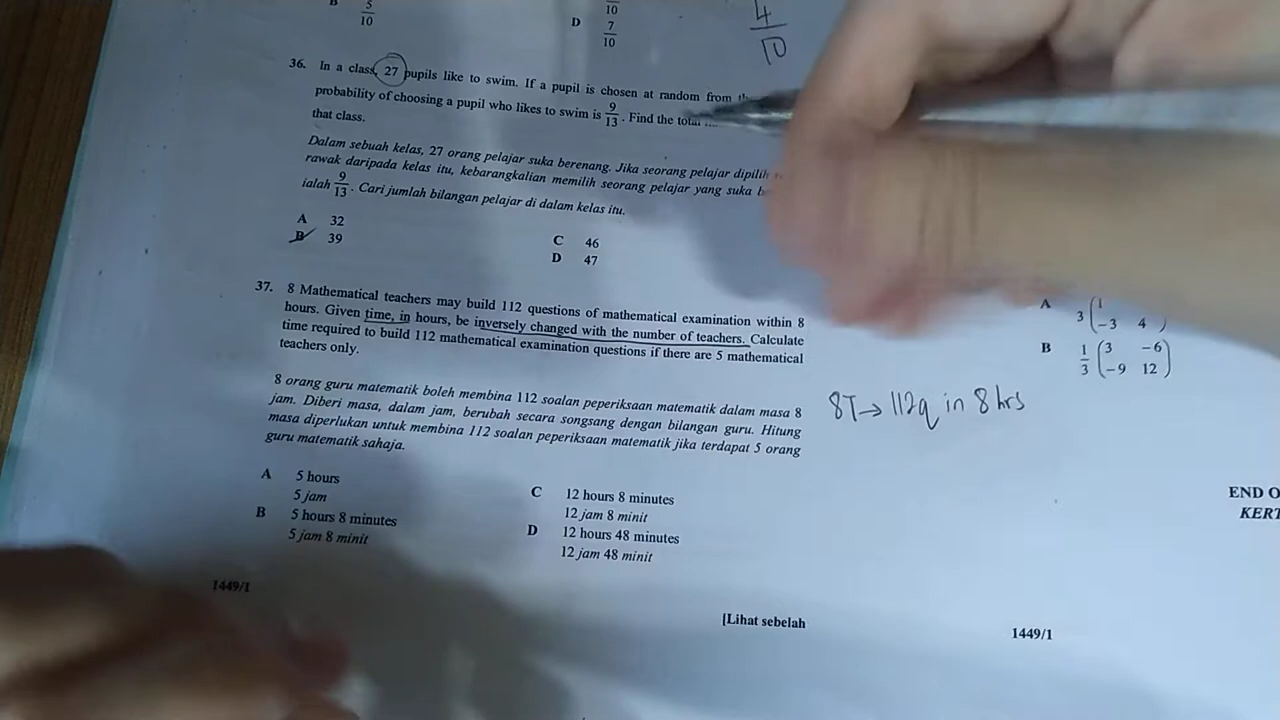 B 5/10
10
D 7/10
4/10
36. In a class, 27 pupils like to swim. If a pupil is chosen at random from
probability of choosing a pupil who likes to swim is 9/13. Find the total
that class.
Dalam sebuah kelas, 27 orang pelajar suka berenang. Jika seorang pelajar dipilih
rawak daripada kelas itu, kebarangkalian memilih seorang pelajar yang suka
ialah 9/13. Cari jumlah bilangan pelajar di dalam kelas itu.
A 32
B 39
C 46
D 47
37. 8 Mathematical teachers may build 112 questions of mathematical examination within 8
hours. Given time, in hours, be inversely changed with the number of teachers. Calculate
time required to build 112 mathematical examination questions if there are 5 mathematical
teachers only.
8 orang guru matematik boleh membina 112 soalan peperiksaan matematik dalam masa 8
jam. Diberi masa, dalam jam, berubah secara songsang dengan bilangan guru. Hitung
masa diperlukan untuk membina 112 soalan peperiksaan matematik jika terdapat 5 orang
guru matematik sahaja.
A 5 hours
5 jam
B 5 hours 8 minutes
5 jam 8 minit
C 12 hours 8 minutes
12 jam 8 minit
D 12 hours 48 minutes
12 jam 48 minit
1449/1
[Lihat sebelah
8T→112q in 8 hrs
A 3 (1
-3 4)
B 1/3 (3 -6
-9 12)
END O
KERT
1449/1